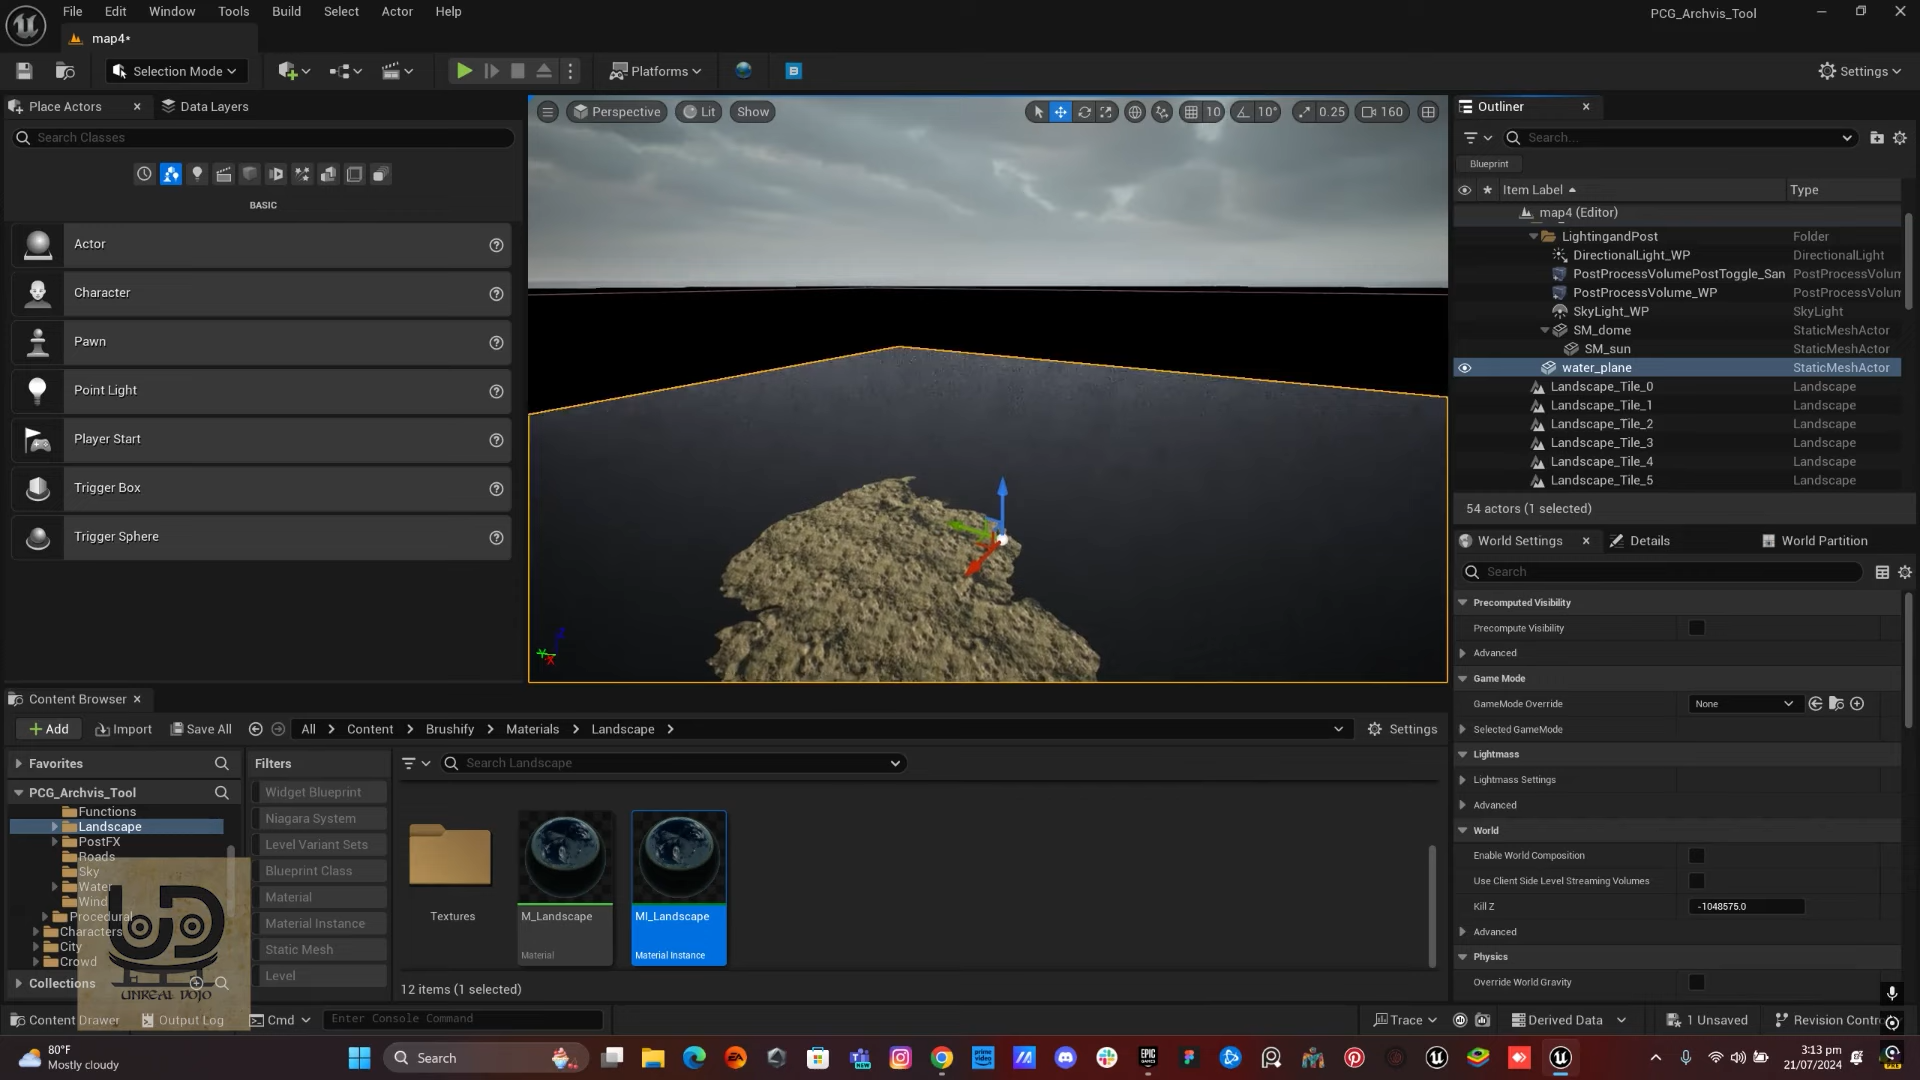 File Edit Window Tools Build Select Actor Help
PCG_Archvis_Tool
map4*
Selection Mode
Platforms
Settings
Place Actors
Data Layers
Search Classes
BASIC
Actor
Character
Pawn
Point Light
Player Start
Trigger Box
Trigger Sphere
Perspective Lit Show
10 10° 0.25 160
Outliner
Search...
Blueprint
Item Label Type
map4 (Editor)
LightingandPost Folder
DirectionalLight_WP DirectionalLight
PostProcessVolumePostToggle_San PostProcessVolum
PostProcessVolume_WP PostProcessVolum
SkyLight_WP SkyLight
SM_dome StaticMeshActor
SM_sun StaticMeshActor
water_plane StaticMeshActor
Landscape_Tile_0 Landscape
Landscape_Tile_1 Landscape
Landscape_Tile_2 Landscape
Landscape_Tile_3 Landscape
Landscape_Tile_4 Landscape
Landscape_Tile_5 Landscape
54 actors (1 selected)
World Settings Details World Partition
Search
Precomputed Visibility
Precompute Visibility
Advanced
Game Mode
GameMode Override None
Selected GameMode
Lightmass
Lightmass Settings
Advanced
World
Enable World Composition
Use Client Side Level Streaming Volumes
Kill Z -1048575.0
Advanced
Physics
Override World Gravity
Content Browser
Add Import Save All All Content Brushify Materials Landscape Settings
Favorites
PCG_Archvis_Tool
Functions
Landscape
PostFX
Roads
Sky
Water
Wind
Procedural
Characters
City
Crowd
Collections
UNREAL DOJO
Filters
Widget Blueprint
Niagara System
Level Variant Sets
Blueprint Class
Material
Material Instance
Static Mesh
Level
Search Landscape
Textures
M_Landscape
Material
MI_Landscape
Material Instance
12 items (1 selected)
Content Drawer Output Log Cmd Enter Console Command Trace Derived Data 1 Unsaved Revision Contr
80°F
Mostly cloudy
Search
3:13 pm
21/07/2024